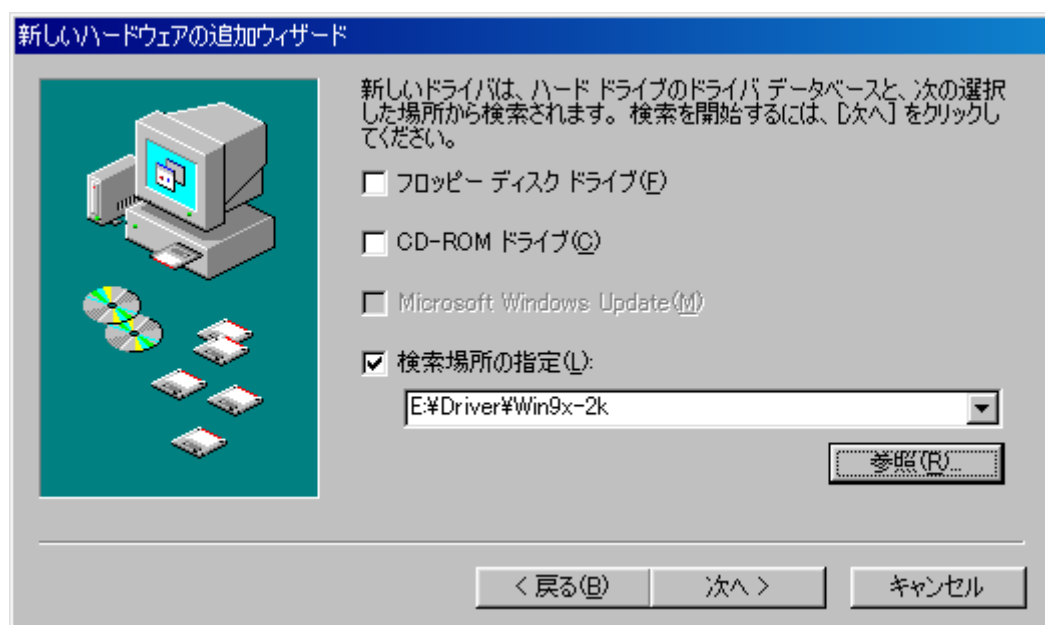 新しいハードウェアの追加ウィザード
新しいドライバは、ハード ドライブのドライバ データベースと、次の選択
した場所から検索されます。検索を開始するには、[次へ] をクリックし
てください。
フロッピー ディスク ドライブ(F)
CD-ROM ドライブ(C)
Microsoft Windows Update(M)
検索場所の指定(L):
E:¥Driver¥Win9x-2k
参照(R)...
< 戻る(B)
次へ >
キャンセル